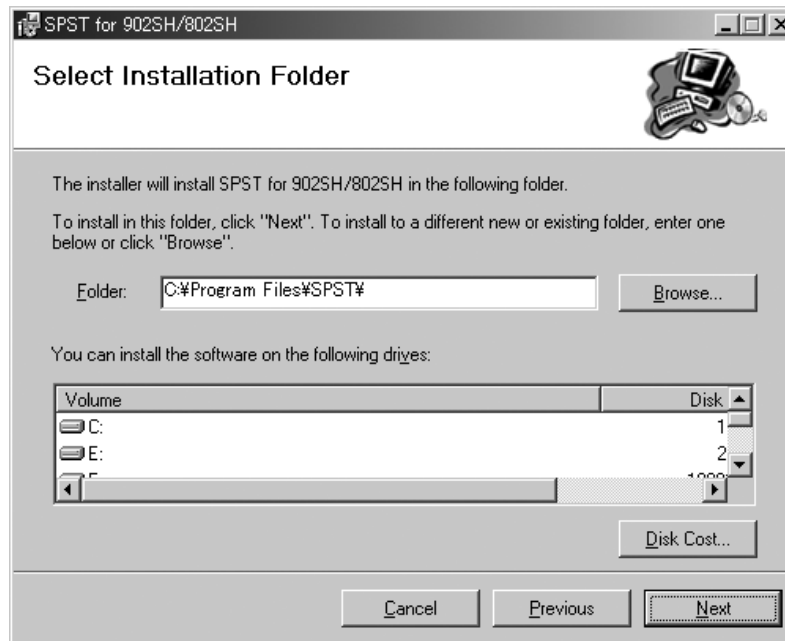 SPST for 902SH/802SH
Select Installation Folder
The installer will install SPST for 902SH/802SH in the following folder.
To install in this folder, click "Next". To install to a different new or existing folder, enter one
below or click "Browse".
Folder: C:¥Program Files¥SPST¥ Browse...
You can install the software on the following drives:
Volume Disk
C: 1
E: 2
Disk Cost...
Cancel Previous Next